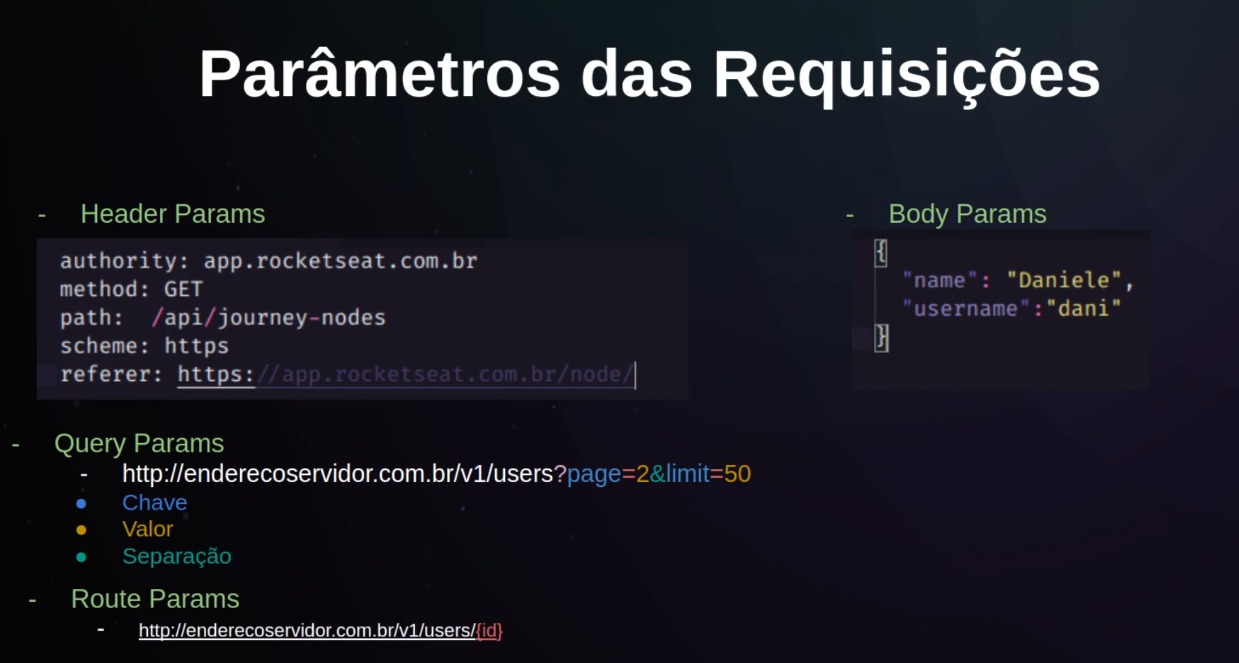 Parâmetros das Requisições
- Header Params
authority: app.rocketseat.com.br
method: GET
path: /api/journey-nodes
scheme: https
referer: https://app.rocketseat.com.br/node/
- Body Params
{
"name": "Daniele",
"username":"dani"
}
- Query Params
- http://enderecoservidor.com.br/v1/users?page=2&limit=50
● Chave
● Valor
● Separação
- Route Params
- http://enderecoservidor.com.br/v1/users/{id}